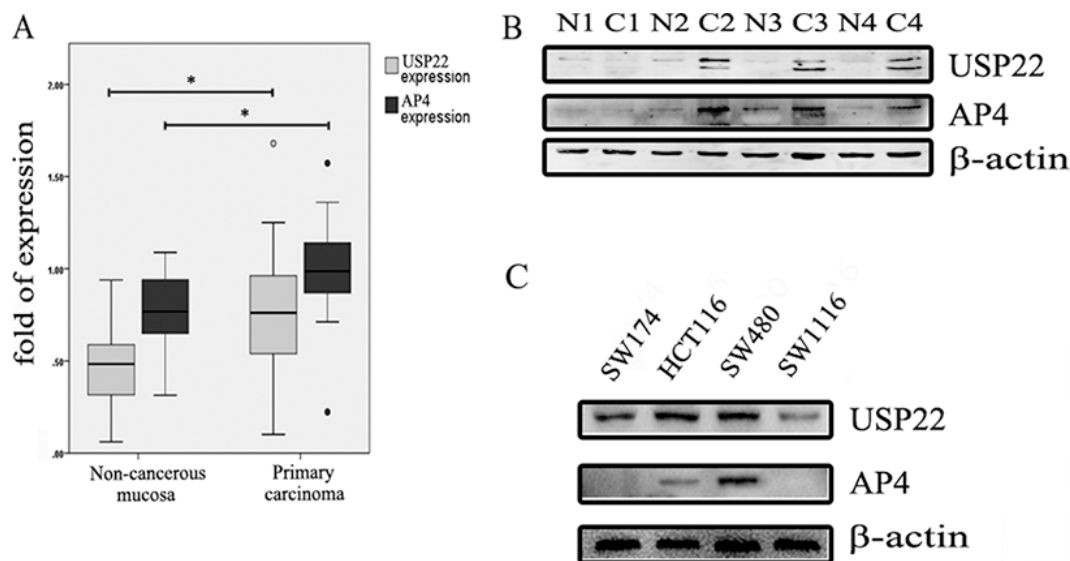 A
fold of expression
2.00
1.50
1.00
.50
.00
*
*
USP22
expression
AP4
expression
Non-cancerous
mucosa
Primary
carcinoma
B
N1 C1 N2 C2 N3 C3 N4 C4
USP22
AP4
β-actin
C
SW174 HCT116 SW480 SW1116
USP22
AP4
β-actin